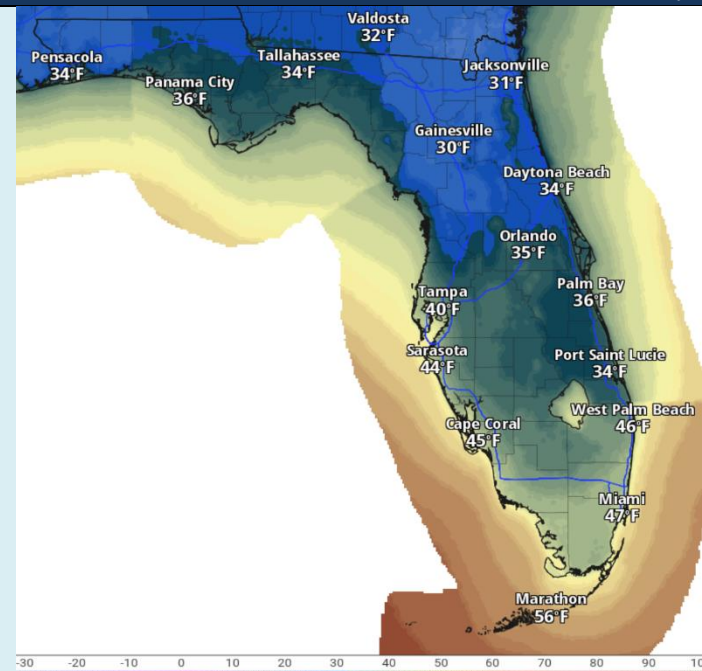 Valdosta
32°F
Pensacola
34°F
Tallahassee
34°F
Jacksonville
31°F
Panama City
36°F
Gainesville
30°F
Daytona Beach
34°F
Orlando
35°F
Tampa
40°F
Palm Bay
36°F
Sarasota
44°F
Port Saint Lucie
34°F
Cape Coral
45°F
West Palm Beach
46°F
Miami
47°F
Marathon
56°F
-30 -20 -10 0 10 20 30 40 50 60 70 80 90